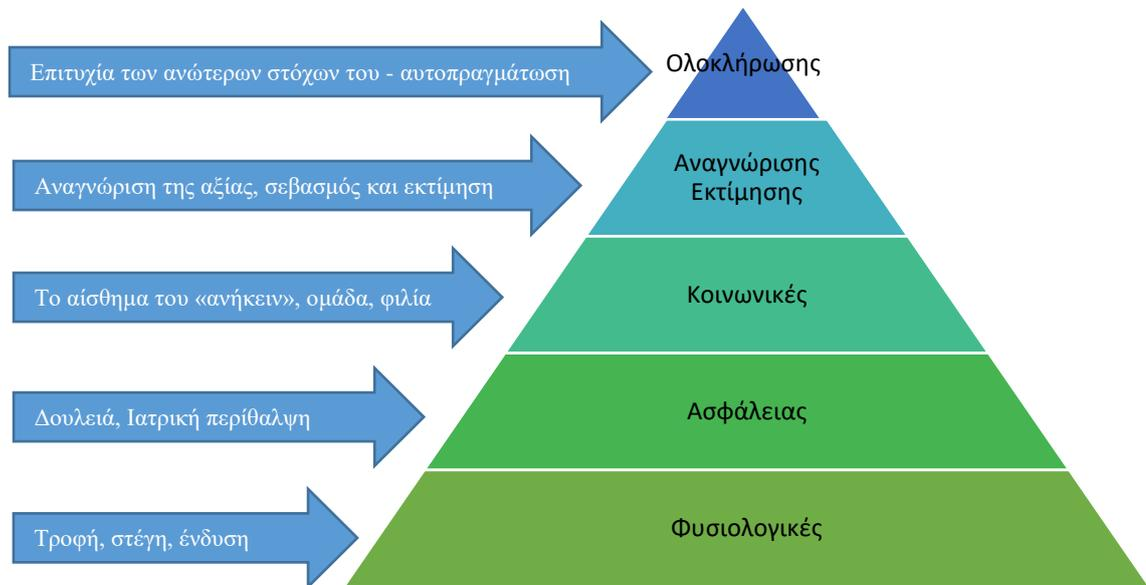 Επιτυχία των ανώτερων στόχων του - αυτοπραγμάτωση
Ολοκλήρωσης
Αναγνώριση της αξίας, σεβασμός και εκτίμηση
Αναγνώρισης
Εκτίμησης
Το αίσθημα του «ανήκειν», ομάδα, φιλία
Κοινωνικές
Δουλειά, Ιατρική περίθαλψη
Ασφάλειας
Τροφή, στέγη, ένδυση
Φυσιολογικές